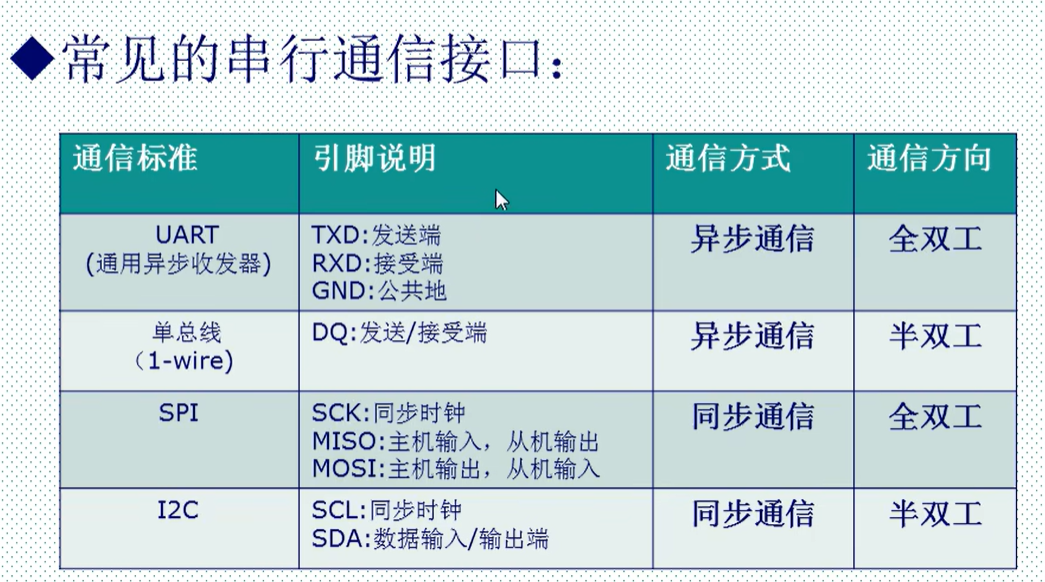 ◆常见的串行通信接口：
通信标准 引脚说明 通信方式 通信方向
UART
(通用异步收发器)
TXD:发送端
RXD:接受端
GND:公共地
异步通信
全双工
单总线
（1-wire)
DQ:发送/接受端
异步通信
半双工
SPI
SCK:同步时钟
MISO:主机输入，从机输出
MOSI:主机输出，从机输入
同步通信
全双工
I2C
SCL:同步时钟
SDA:数据输入/输出端
同步通信
半双工